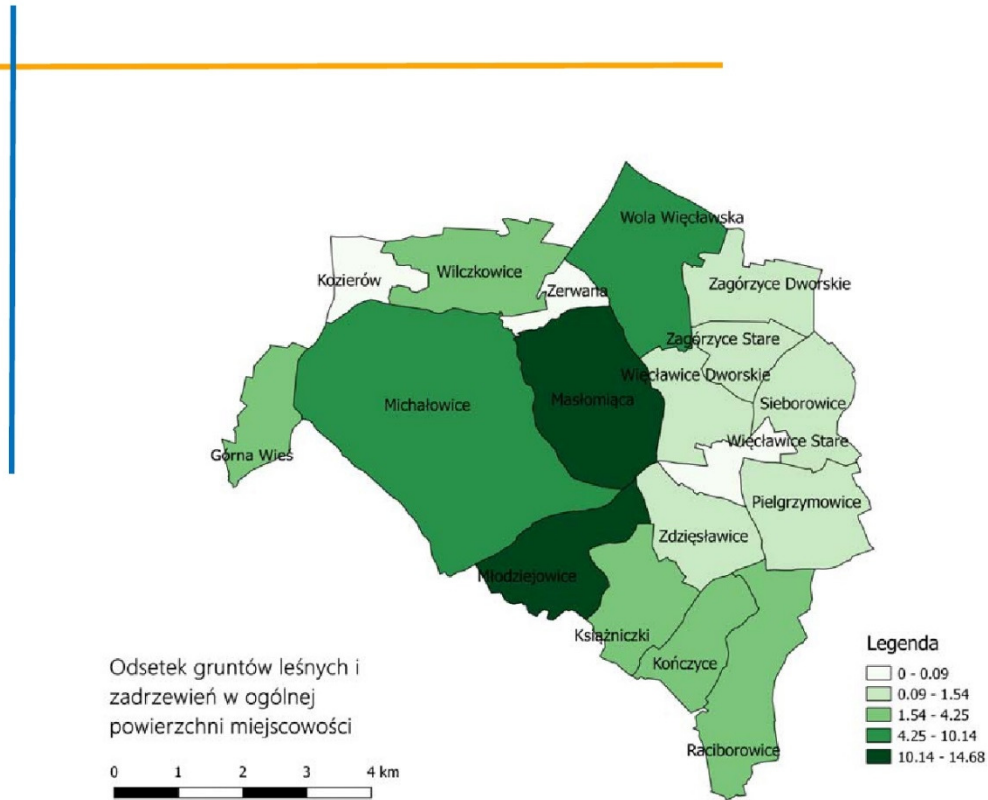 Wola Więcławska
Wilczkowice
Kozierów
Zagórzyce Dworskie
Zerwana
Zagórzyce Stare
Więcławice Dworskie
Masłomiąca
Michałowice
Sieborowice
Więcławice Stare
Górna Wieś
Pielgrzymowice
Zdzięsławice
Młodziejowice
Książniczki
Kończyce
Raciborowice
Odsetek gruntów leśnych i
zadrzewień w ogólnej
powierzchni miejscowości
0 1 2 3 4 km
Legenda
0 - 0.09
0.09 - 1.54
1.54 - 4.25
4.25 - 10.14
10.14 - 14.68